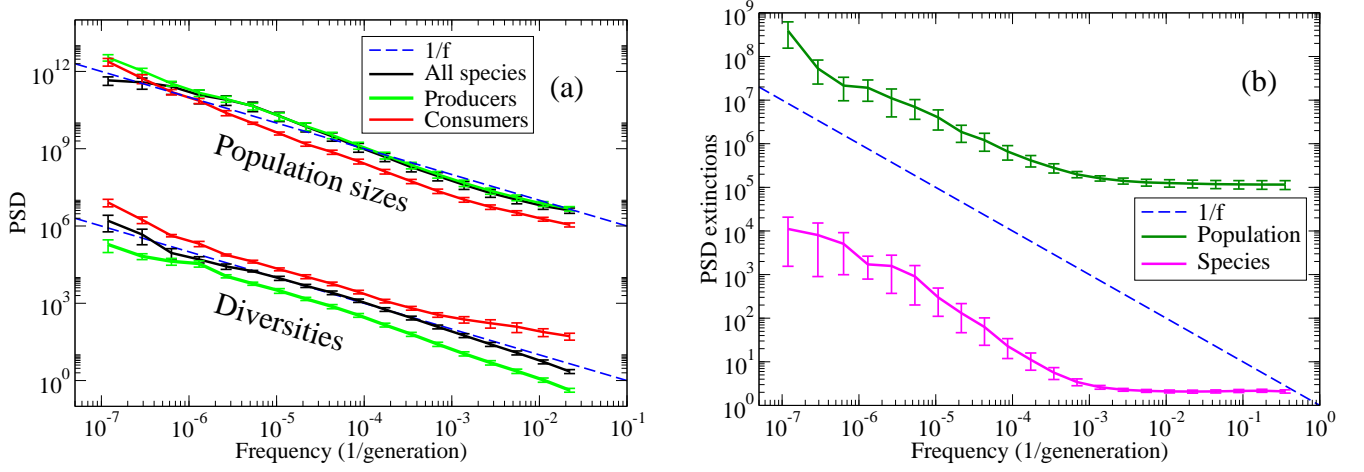 (a)
1/f
All species
Producers
Consumers
Population sizes
Diversities
PSD
10^12
10^9
10^6
10^3
10^0
10^-7 10^-6 10^-5 10^-4 10^-3 10^-2 10^-1
Frequency (1/generation)
(b)
1/f
Population
Species
PSD extinctions
10^9
10^8
10^7
10^6
10^5
10^4
10^3
10^2
10^1
10^0
10^-7 10^-6 10^-5 10^-4 10^-3 10^-2 10^-1 10^0
Frequency (1/geneneration)